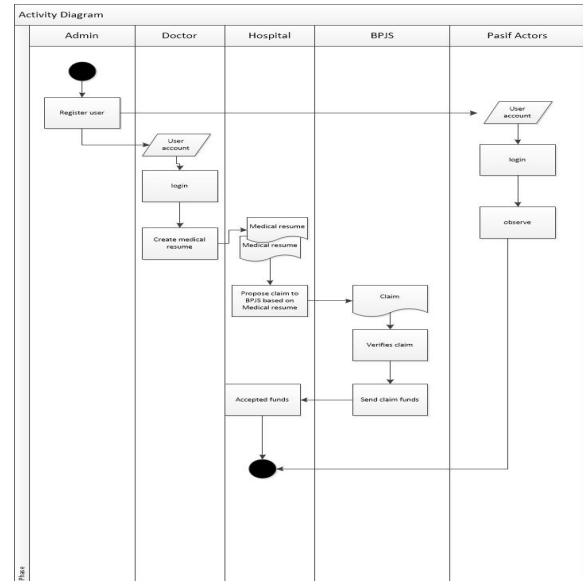 Activity Diagram
Admin
Doctor
Hospital
BPJS
Pasif Actors
Register user
User
account
User
account
login
login
Create medical
resume
Medical resume
Medical resume
observe
Propose claim to
BPJS based on
Medical resume
Claim
Verifies claim
Accepted funds
Send claim funds
Phase